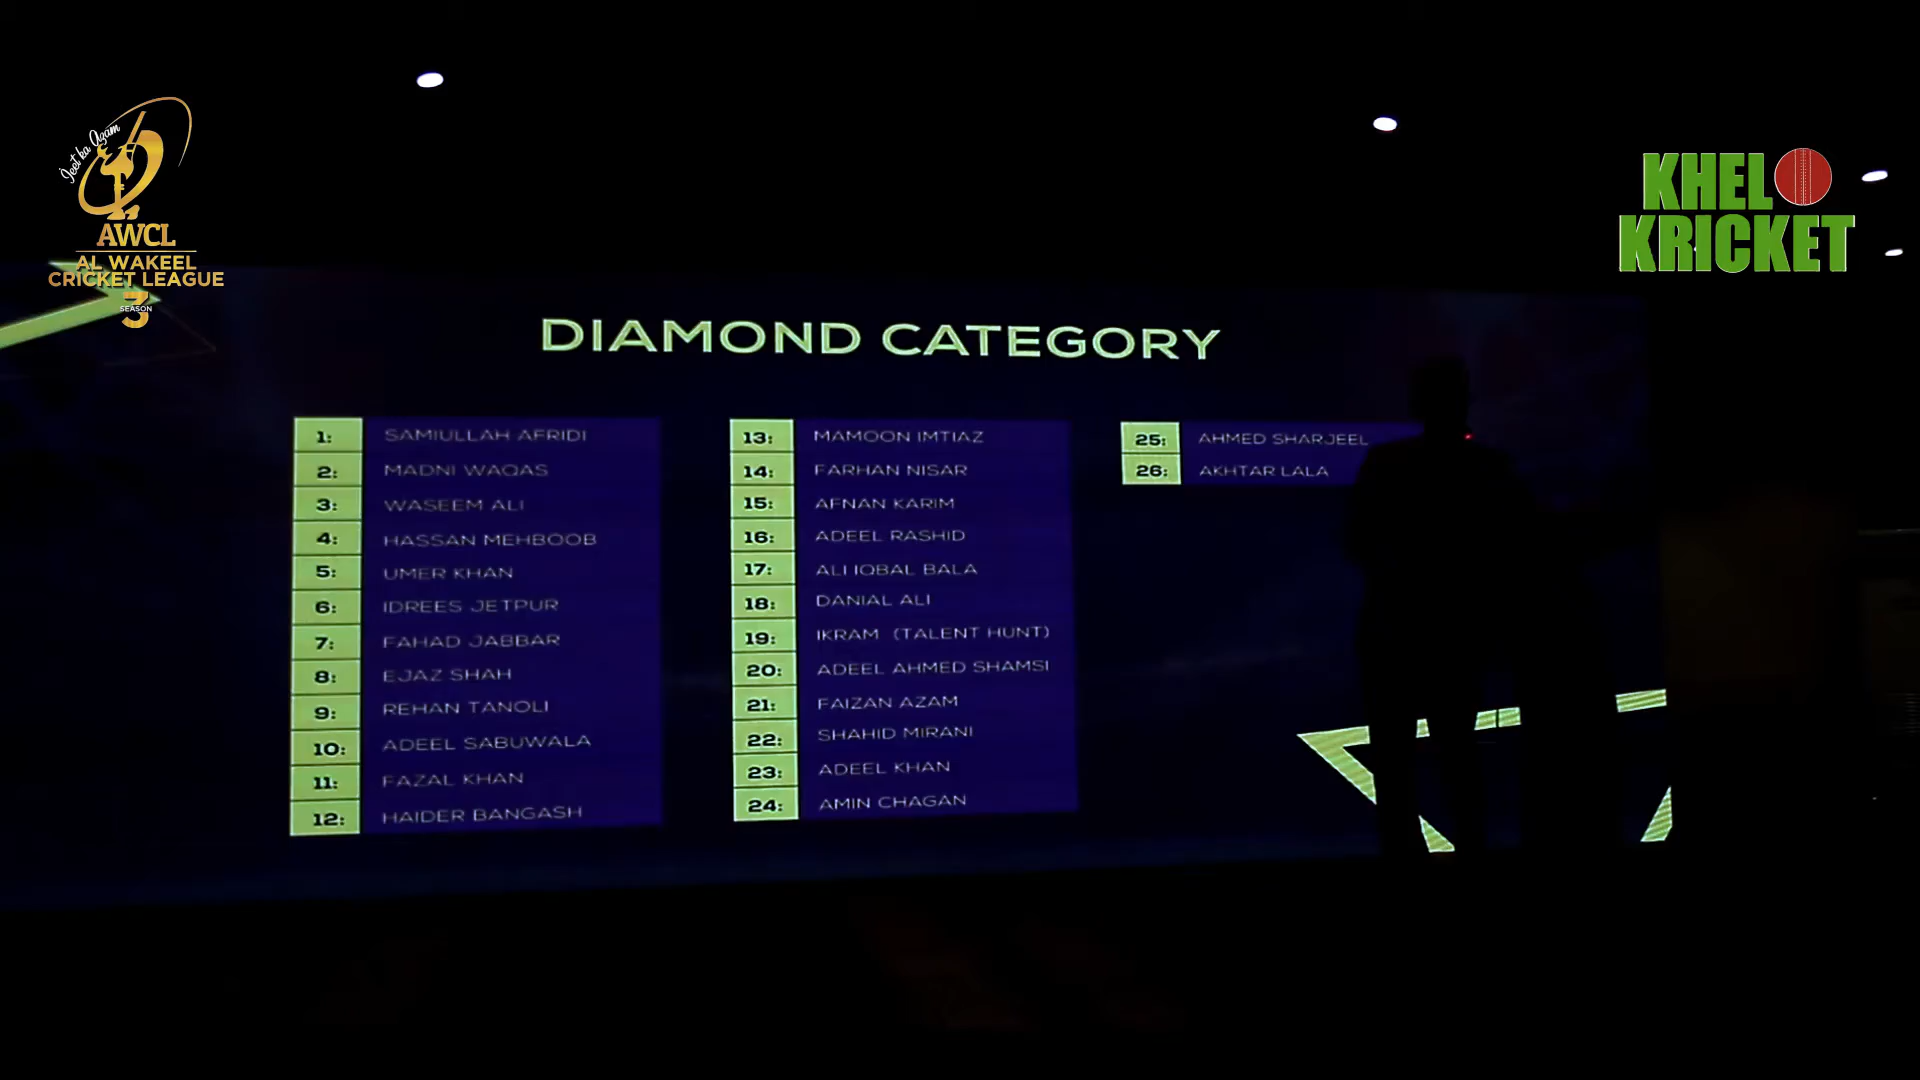 Jeet ka Azam
AWCL
AL WAKEEL
CRICKET LEAGUE
SEASON
3
KHELO
KRICKET
DIAMOND CATEGORY
1: SAMIULLAH AFRIDI
2: MADNI WAQAS
3: WASEEM ALI
4: HASSAN MEHBOOB
5: UMER KHAN
6: IDREES JETPUR
7: FAHAD JABBAR
8: EJAZ SHAH
9: REHAN TANOLI
10: ADEEL SABUWALA
11: FAZAL KHAN
12: HAIDER BANGASH
13: MAMOON IMTIAZ
14: FARHAN NISAR
15: AFNAN KARIM
16: ADEEL RASHID
17: ALI IQBAL BALA
18: DANIAL ALI
19: IKRAM (TALENT HUNT)
20: ADEEL AHMED SHAMSI
21: FAIZAN AZAM
22: SHAHID MIRANI
23: ADEEL KHAN
24: AMIN CHAGAN
25: AHMED SHARJEEL
26: AKHTAR LALA